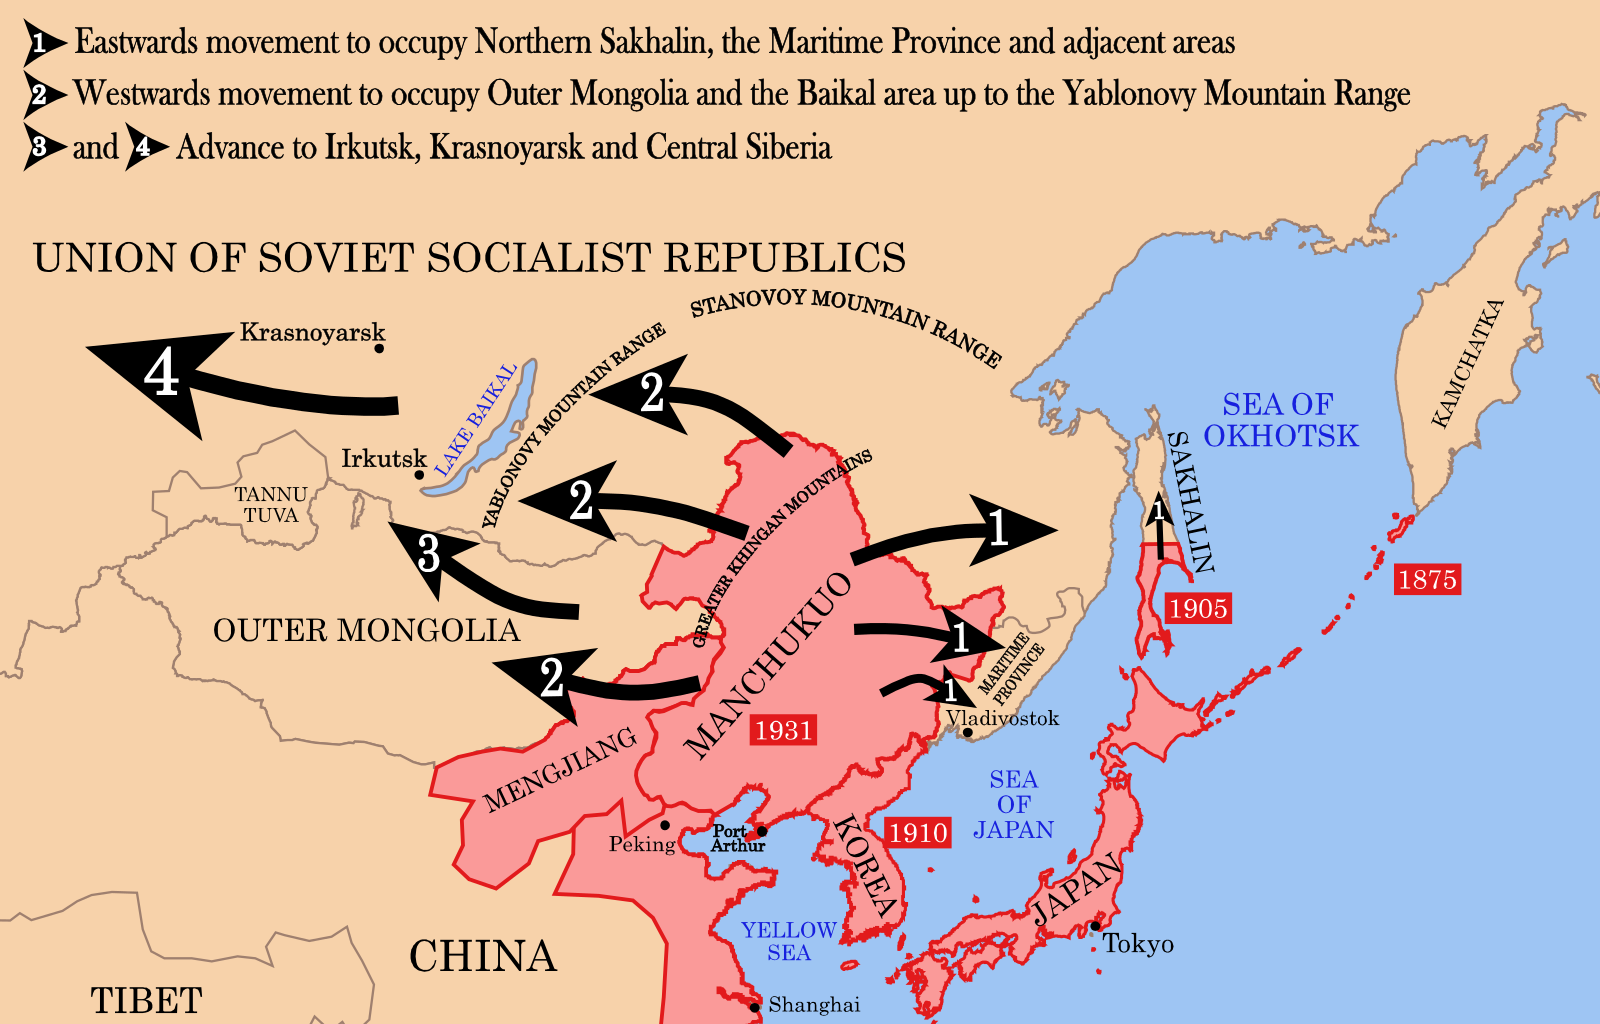 1 Eastwards movement to occupy Northern Sakhalin, the Maritime Province and adjacent areas
2 Westwards movement to occupy Outer Mongolia and the Baikal area up to the Yablonovy Mountain Range
3 and 4 Advance to Irkutsk, Krasnoyarsk and Central Siberia
UNION OF SOVIET SOCIALIST REPUBLICS
STANOVOY MOUNTAIN RANGE
Krasnoyarsk
4
LAKE BAIKAL
YABLONOVY MOUNTAIN RANGE
2
KAMCHATKA
SEA OF
OKHOTSK
Irkutsk
SAKHALIN
TANNU
TUVA
2
GREATER KHINGAN MOUNTAINS
1
1
3
1875
1905
OUTER MONGOLIA
MANCHUKUO
1
MARITIME
PROVINCE
2
1
Vladivostok
1931
MENGJIANG
SEA
OF
JAPAN
Peking
Port
Arthur
KOREA
1910
JAPAN
YELLOW
SEA
Tokyo
CHINA
TIBET
Shanghai